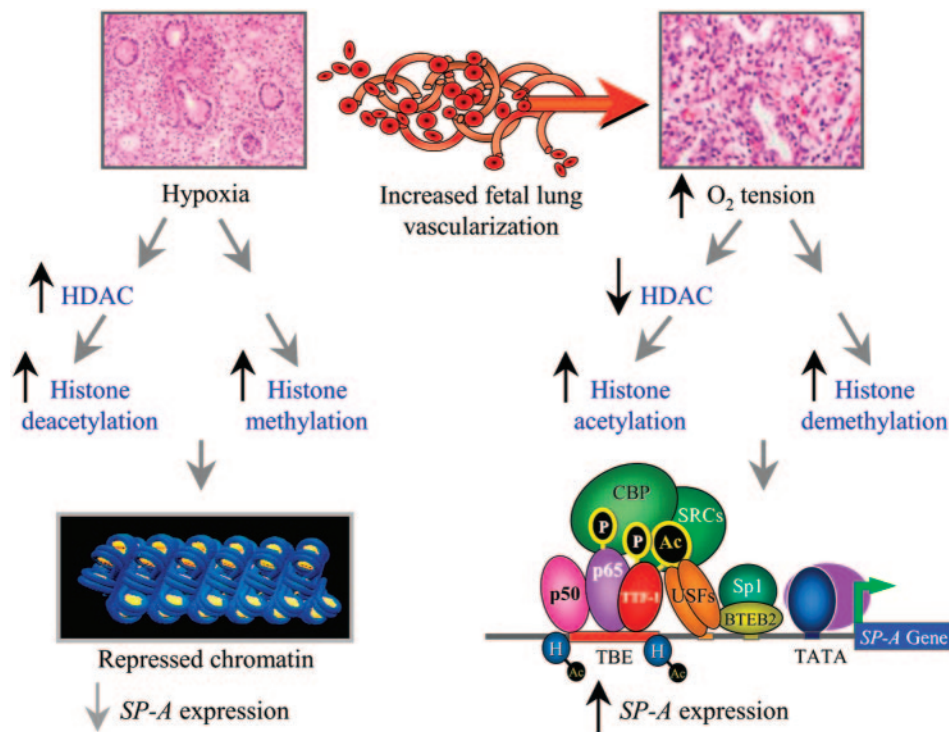 Hypoxia
Increased fetal lung
vascularization
O₂ tension
HDAC
HDAC
Histone
deacetylation
Histone
methylation
Histone
acetylation
Histone
demethylation
CBP
SRCs
P
P
Ac
p50
p65
TTF-1
USFs
Sp1
BTEB2
SP-A Gene
H
Ac
TBE
H
Ac
TATA
Repressed chromatin
SP-A expression
SP-A expression